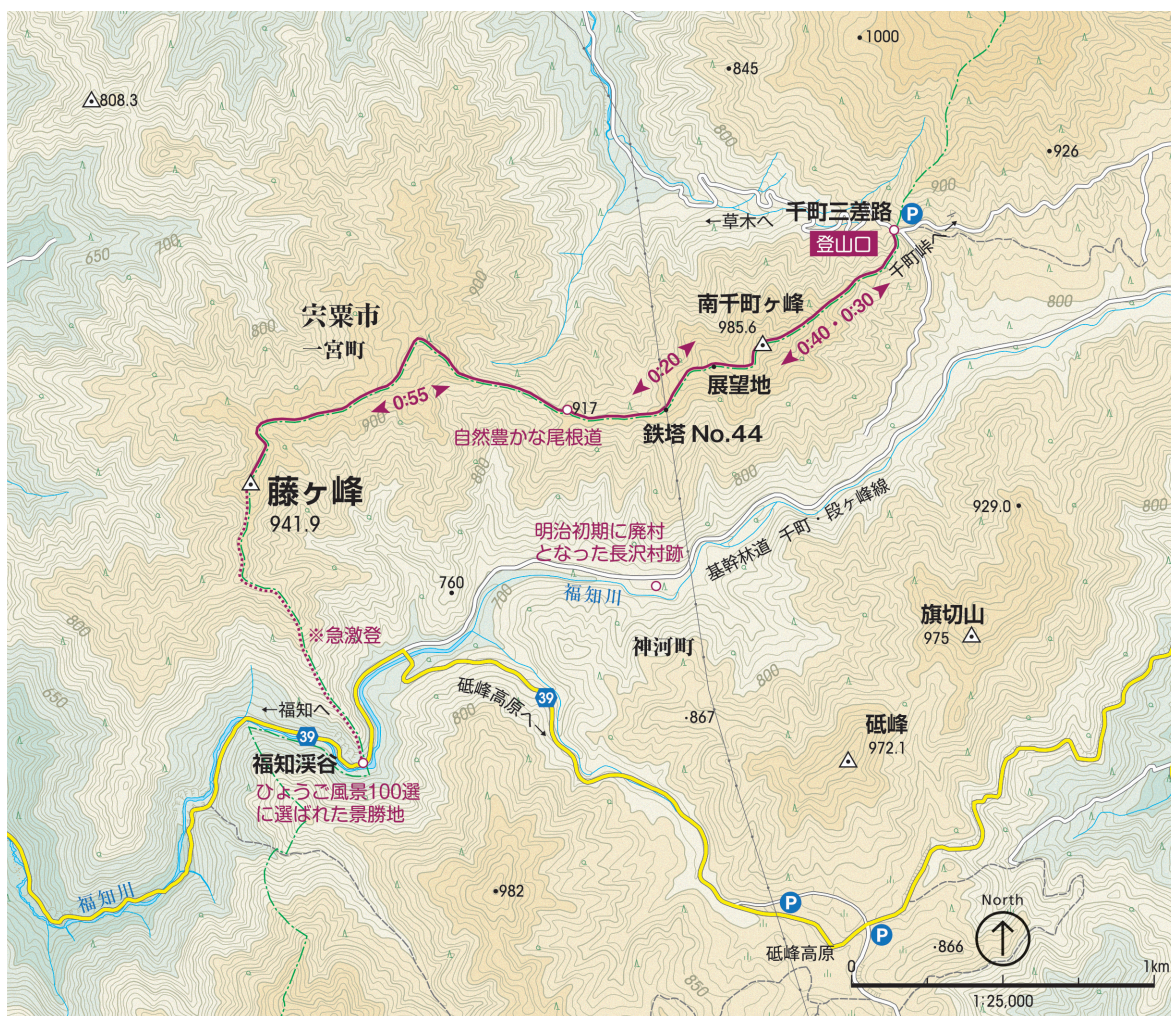 1000
845
808.3
926
800
900
P
千町三差路
←草木へ
登山口
千町峠へ→
650
700
900
800
南千町ヶ峰
985.6
0:40・0:30
宍粟市
一宮町
800
0:20
展望地
0:55
900
917
鉄塔 No.44
自然豊かな尾根道
800
800
藤ヶ峰
941.9
929.0
800
明治初期に廃村
となった長沢村跡
基幹林道 千町・段ヶ峰線
760
700
福知川
旗切山
975
800
※急激登
神河町
800
650
←福知へ
39
砥峰高原へ→
800
39
867
砥峰
972.1
福知渓谷
ひょうご風景100選
に選ばれた景勝地
福知川
982
P
P
砥峰高原
866
850
North
0
1km
1:25,000